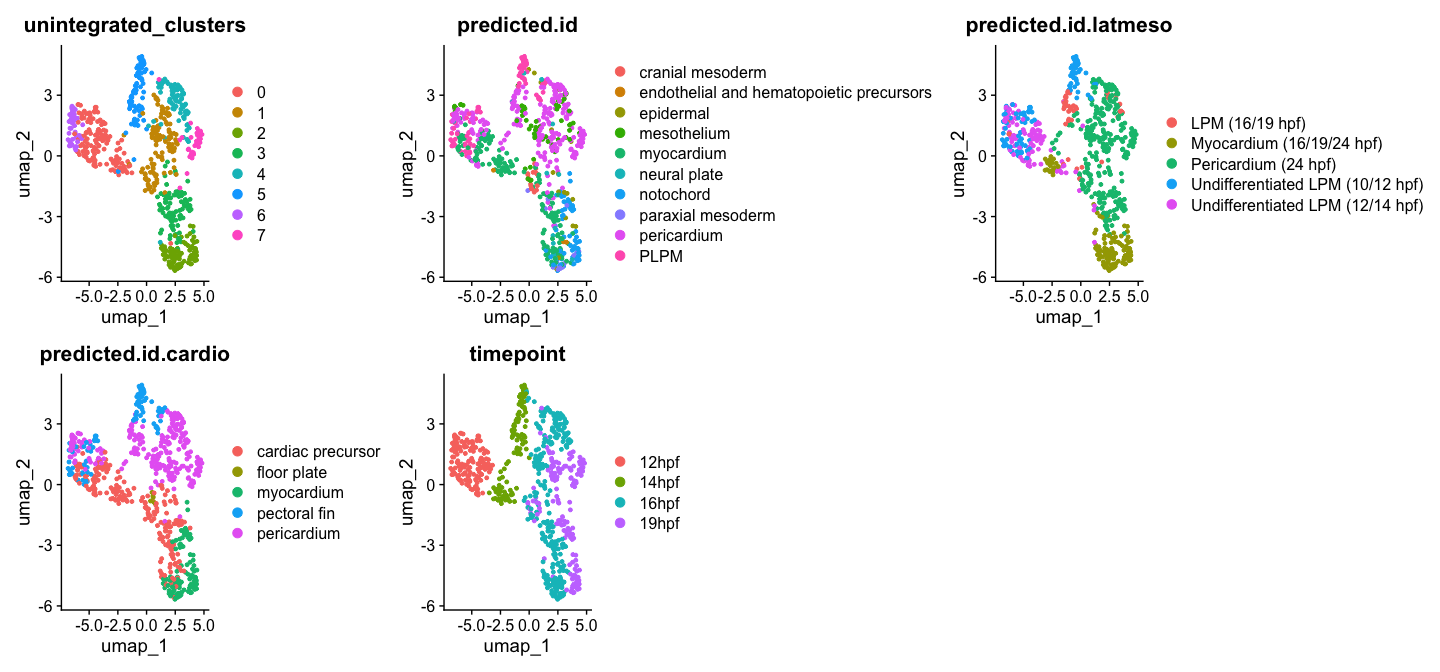 unintegrated_clusters
umap_2
3
0
-3
-6
-5.0 -2.5 0.0 2.5 5.0
umap_1
0
1
2
3
4
5
6
7
predicted.id
umap_2
3
0
-3
-6
-5.0 -2.5 0.0 2.5 5.0
umap_1
cranial mesoderm
endothelial and hematopoietic precursors
epidermal
mesothelium
myocardium
neural plate
notochord
paraxial mesoderm
pericardium
PLPM
predicted.id.latmeso
umap_2
3
0
-3
-6
-5.0 -2.5 0.0 2.5 5.0
umap_1
LPM (16/19 hpf)
Myocardium (16/19/24 hpf)
Pericardium (24 hpf)
Undifferentiated LPM (10/12 hpf)
Undifferentiated LPM (12/14 hpf)
predicted.id.cardio
umap_2
3
0
-3
-6
-5.0 -2.5 0.0 2.5 5.0
umap_1
cardiac precursor
floor plate
myocardium
pectoral fin
pericardium
timepoint
umap_2
3
0
-3
-6
-5.0 -2.5 0.0 2.5 5.0
umap_1
12hpf
14hpf
16hpf
19hpf